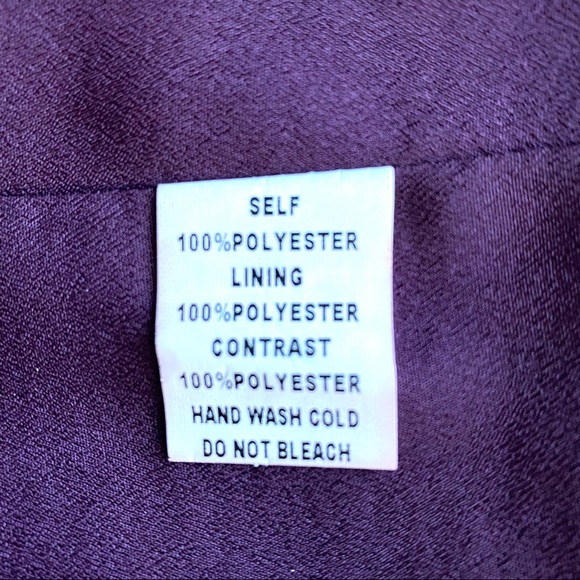 SELF
100%POLYESTER
LINING
100%POLYESTER
CONTRAST
100%POLYESTER
HAND WASH COLD
DO NOT BLEACH